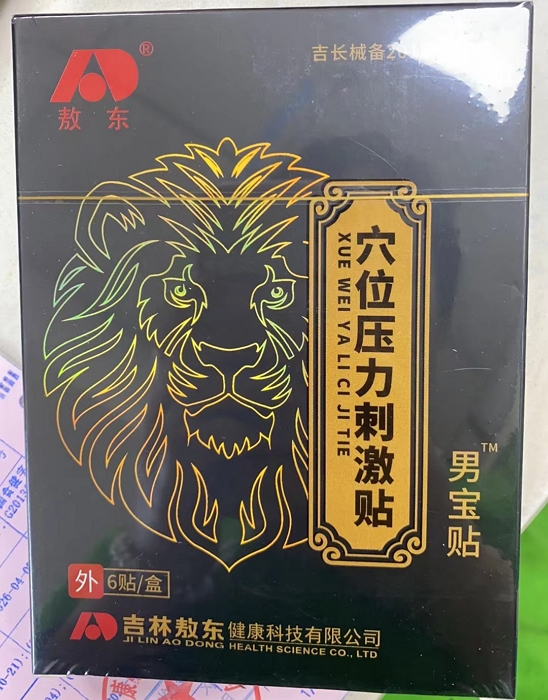 敖东®
吉长械备20
穴位压力刺激贴
XUE WEI YA LI CI JI TIE
男宝贴™
外 6贴/盒
吉林敖东健康科技有限公司
JI LIN AO DONG HEALTH SCIENCE CO., LTD